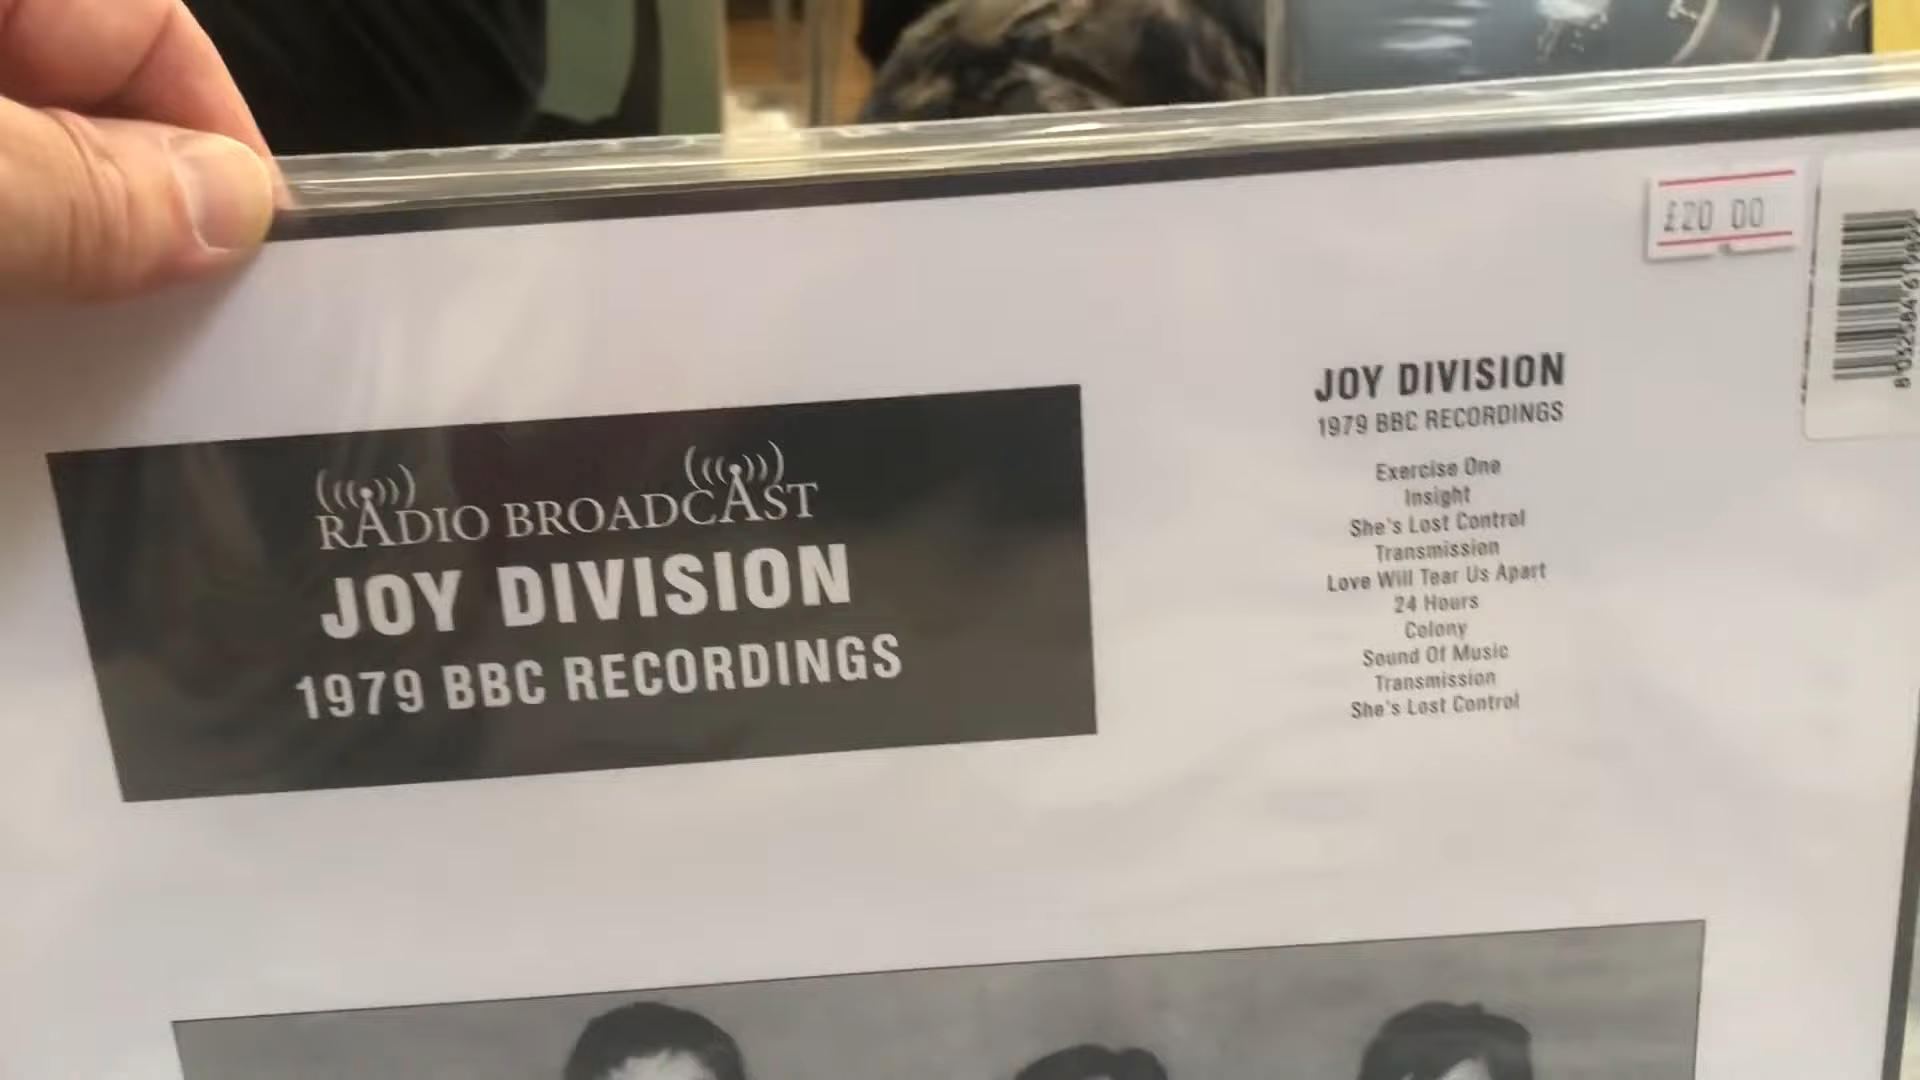 £20 00
RADIO BROADCAST
JOY DIVISION
1979 BBC RECORDINGS
JOY DIVISION
1979 BBC RECORDINGS
Exercise One
Insight
She's Lost Control
Transmission
Love Will Tear Us Apart
24 Hours
Colony
Sound Of Music
Transmission
She's Lost Control